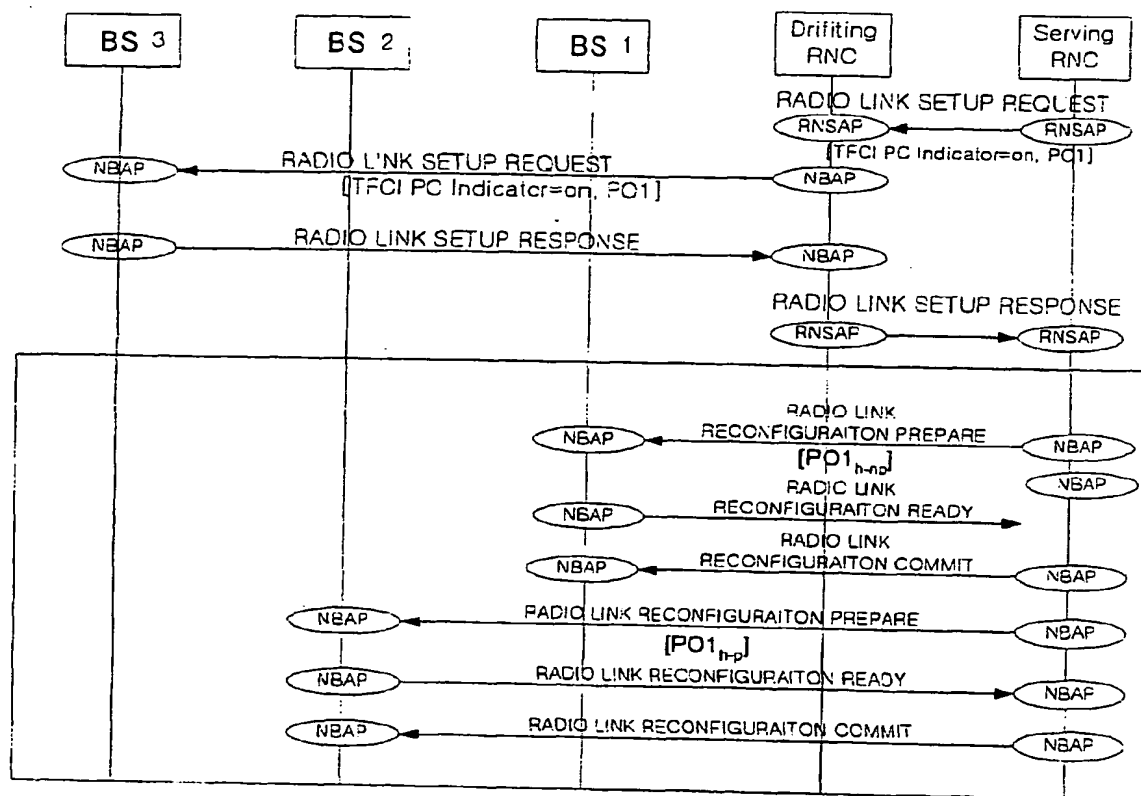 BS 3
BS 2
BS 1
Drifiting
RNC
Serving
RNC
RADIO LINK SETUP REQUEST
RNSAP
RNSAP
[TFCI PC Indicator=on, PO1]
NBAP
RADIO LINK SETUP REQUEST
NBAP
[TFCI PC Indicator=on, PO1]
NBAP
RADIO LINK SETUP RESPONSE
NBAP
RADIO LINK SETUP RESPONSE
RNSAP
RNSAP
RADIO LINK
NBAP
RECONFIGURAITON PREPARE
NBAP
[PO1h-np]
NBAP
RADIO LINK
NBAP
RECONFIGURAITON READY
RADIO LINK
NBAP
RECONFIGURAITON COMMIT
NBAP
NBAP
RADIO LINK RECONFIGURAITON PREPARE
NBAP
[PO1h-p]
NBAP
RADIO LINK RECONFIGURAITON READY
NBAP
NBAP
RADIO LINK RECONFIGURAITON COMMIT
NBAP